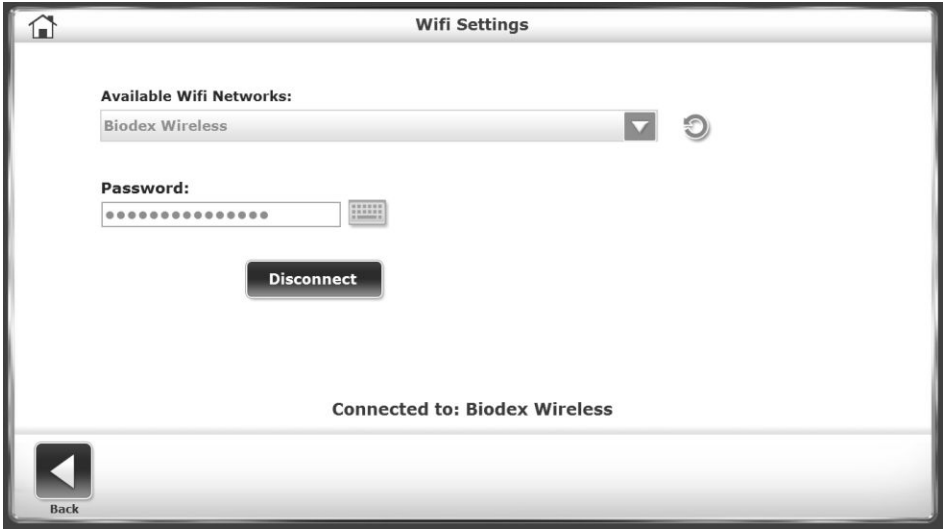 Wifi Settings
Available Wifi Networks:
Biodex Wireless
Password:
●●●●●●●●●●●●●●●
Disconnect
Connected to: Biodex Wireless
Back